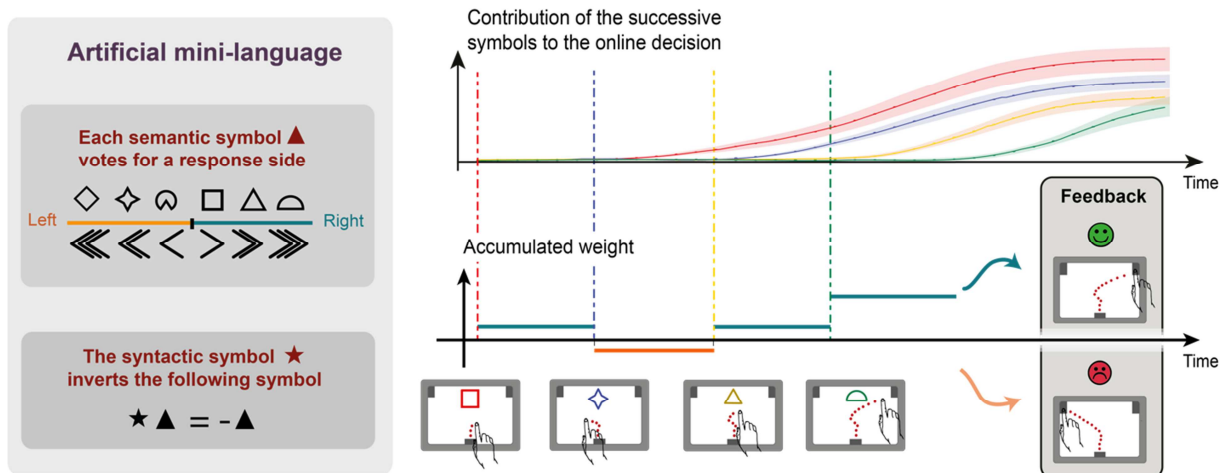 Artificial mini-language
Each semantic symbol ▲
votes for a response side
Left
Right
The syntactic symbol ★
inverts the following symbol
★ ▲ = - ▲
Contribution of the successive
symbols to the online decision
Time
Accumulated weight
Time
Feedback